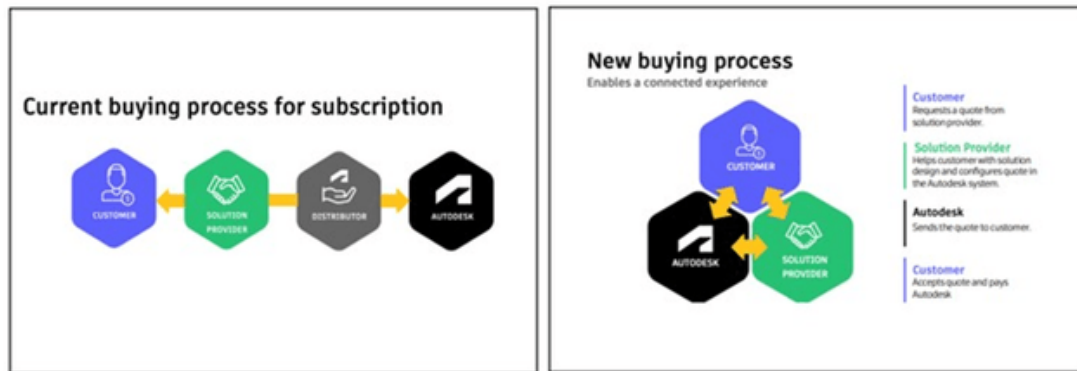 Current buying process for subscription
CUSTOMER
SOLUTION
PROVIDER
DISTRIBUTOR
AUTODESK
New buying process
Enables a connected experience
CUSTOMER
AUTODESK
SOLUTION
PROVIDER
Customer
Requests a quote from
solution provider.
Solution Provider
Helps customer with solution
design and configures quote in
the Autodesk system.
Autodesk
Sends the quote to customer.
Customer
Accepts quote and pays
Autodesk